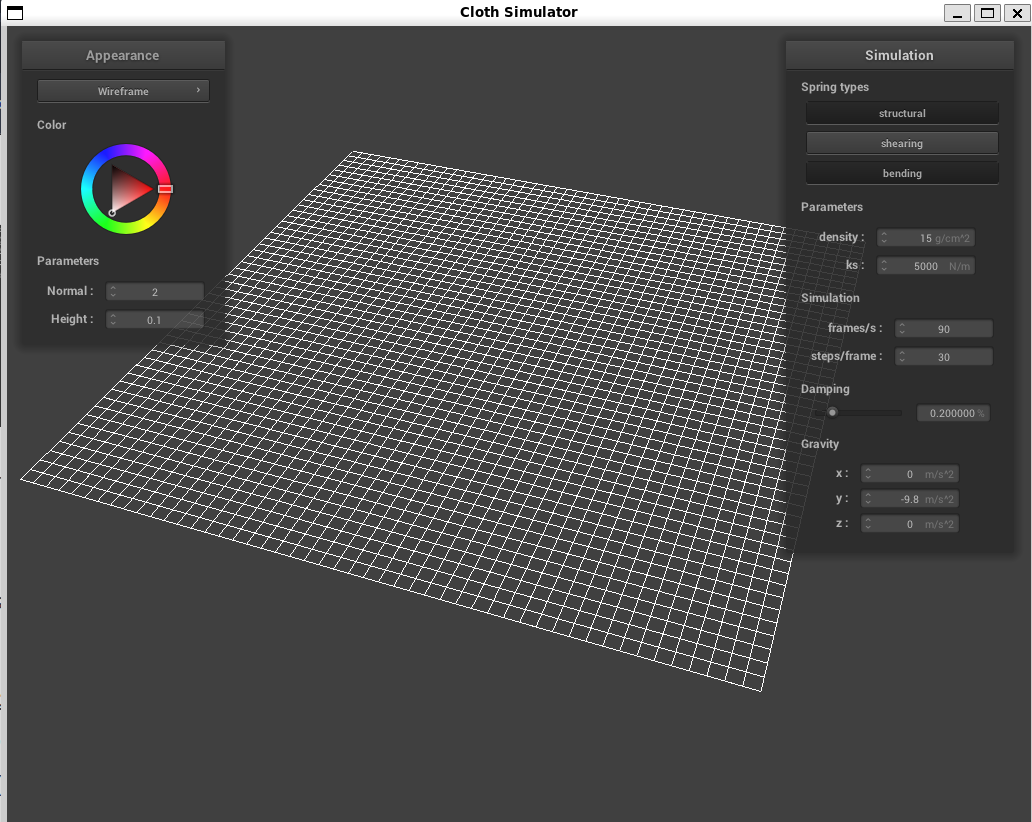 Cloth Simulator
Appearance
Wireframe
Color
Parameters
Normal : 2
Height : 0.1
Simulation
Spring types
structural
shearing
bending
Parameters
density : 15 g/cm^2
ks : 5000 N/m
Simulation
frames/s : 90
steps/frame : 30
Damping
0.200000 %
Gravity
x : 0 m/s^2
y : -9.8 m/s^2
z : 0 m/s^2